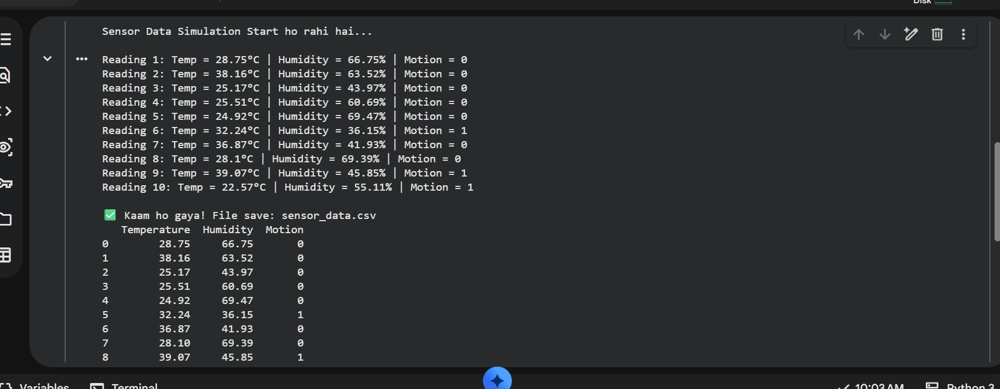 Disk
Sensor Data Simulation Start ho rahi hai...
Reading 1: Temp = 28.75°C | Humidity = 66.75% | Motion = 0
Reading 2: Temp = 38.16°C | Humidity = 63.52% | Motion = 0
Reading 3: Temp = 25.17°C | Humidity = 43.97% | Motion = 0
Reading 4: Temp = 25.51°C | Humidity = 60.69% | Motion = 0
Reading 5: Temp = 24.92°C | Humidity = 69.47% | Motion = 0
Reading 6: Temp = 32.24°C | Humidity = 36.15% | Motion = 1
Reading 7: Temp = 36.87°C | Humidity = 41.93% | Motion = 0
Reading 8: Temp = 28.1°C | Humidity = 69.39% | Motion = 0
Reading 9: Temp = 39.07°C | Humidity = 45.85% | Motion = 1
Reading 10: Temp = 22.57°C | Humidity = 55.11% | Motion = 1
✅ Kaam ho gaya! File save: sensor_data.csv
Temperature Humidity Motion
0 28.75 66.75 0
1 38.16 63.52 0
2 25.17 43.97 0
3 25.51 60.69 0
4 24.92 69.47 0
5 32.24 36.15 1
6 36.87 41.93 0
7 28.10 69.39 0
8 39.07 45.85 1
Variables Terminal 10:03 AM Python 3